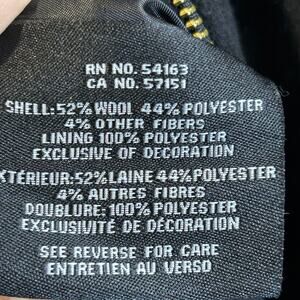 RN NO. 54163
CA NO. 57151
SHELL:52% WOOL 44% POLYESTER
4% OTHER FIBERS
LINING 100% POLYESTER
EXCLUSIVE OF DECORATION
XTÉRIEUR:52%LAINE 44%POLYESTER
4% AUTRES FIBRES
DOUBLURE:100% POLYESTER
EXCLUSIVITÉ DE DÉCORATION
SEE REVERSE FOR CARE
ENTRETIEN AU VERSO